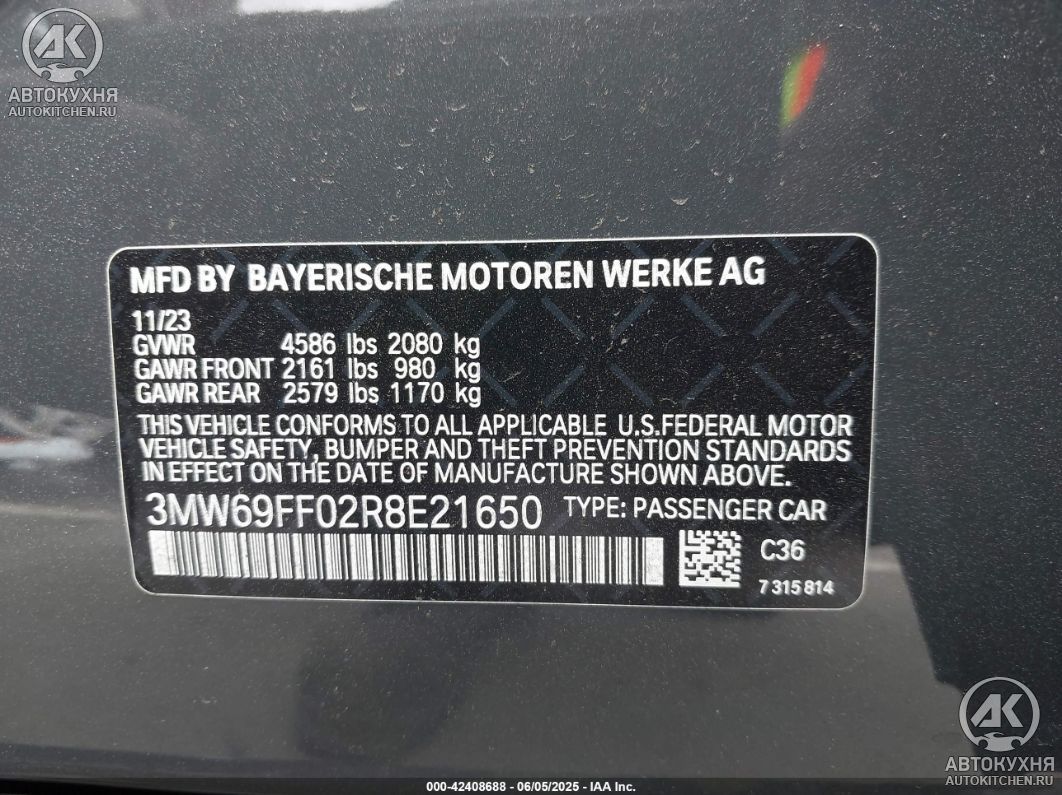 AK
АВТОКУХНЯ
AUTOKITCHEN.RU
MFD BY BAYERISCHE MOTOREN WERKE AG
11/23
GVWR 4586 lbs 2080 kg
GAWR FRONT 2161 lbs 980 kg
GAWR REAR 2579 lbs 1170 kg
THIS VEHICLE CONFORMS TO ALL APPLICABLE U.S.FEDERAL MOTOR
VEHICLE SAFETY, BUMPER AND THEFT PREVENTION STANDARDS
IN EFFECT ON THE DATE OF MANUFACTURE SHOWN ABOVE.
3MW69FF02R8E21650 TYPE: PASSENGER CAR
C36
7 315 814
AK
АВТОКУХНЯ
AUTOKITCHEN.RU
000-42408688 - 06/05/2025 - IAA Inc.